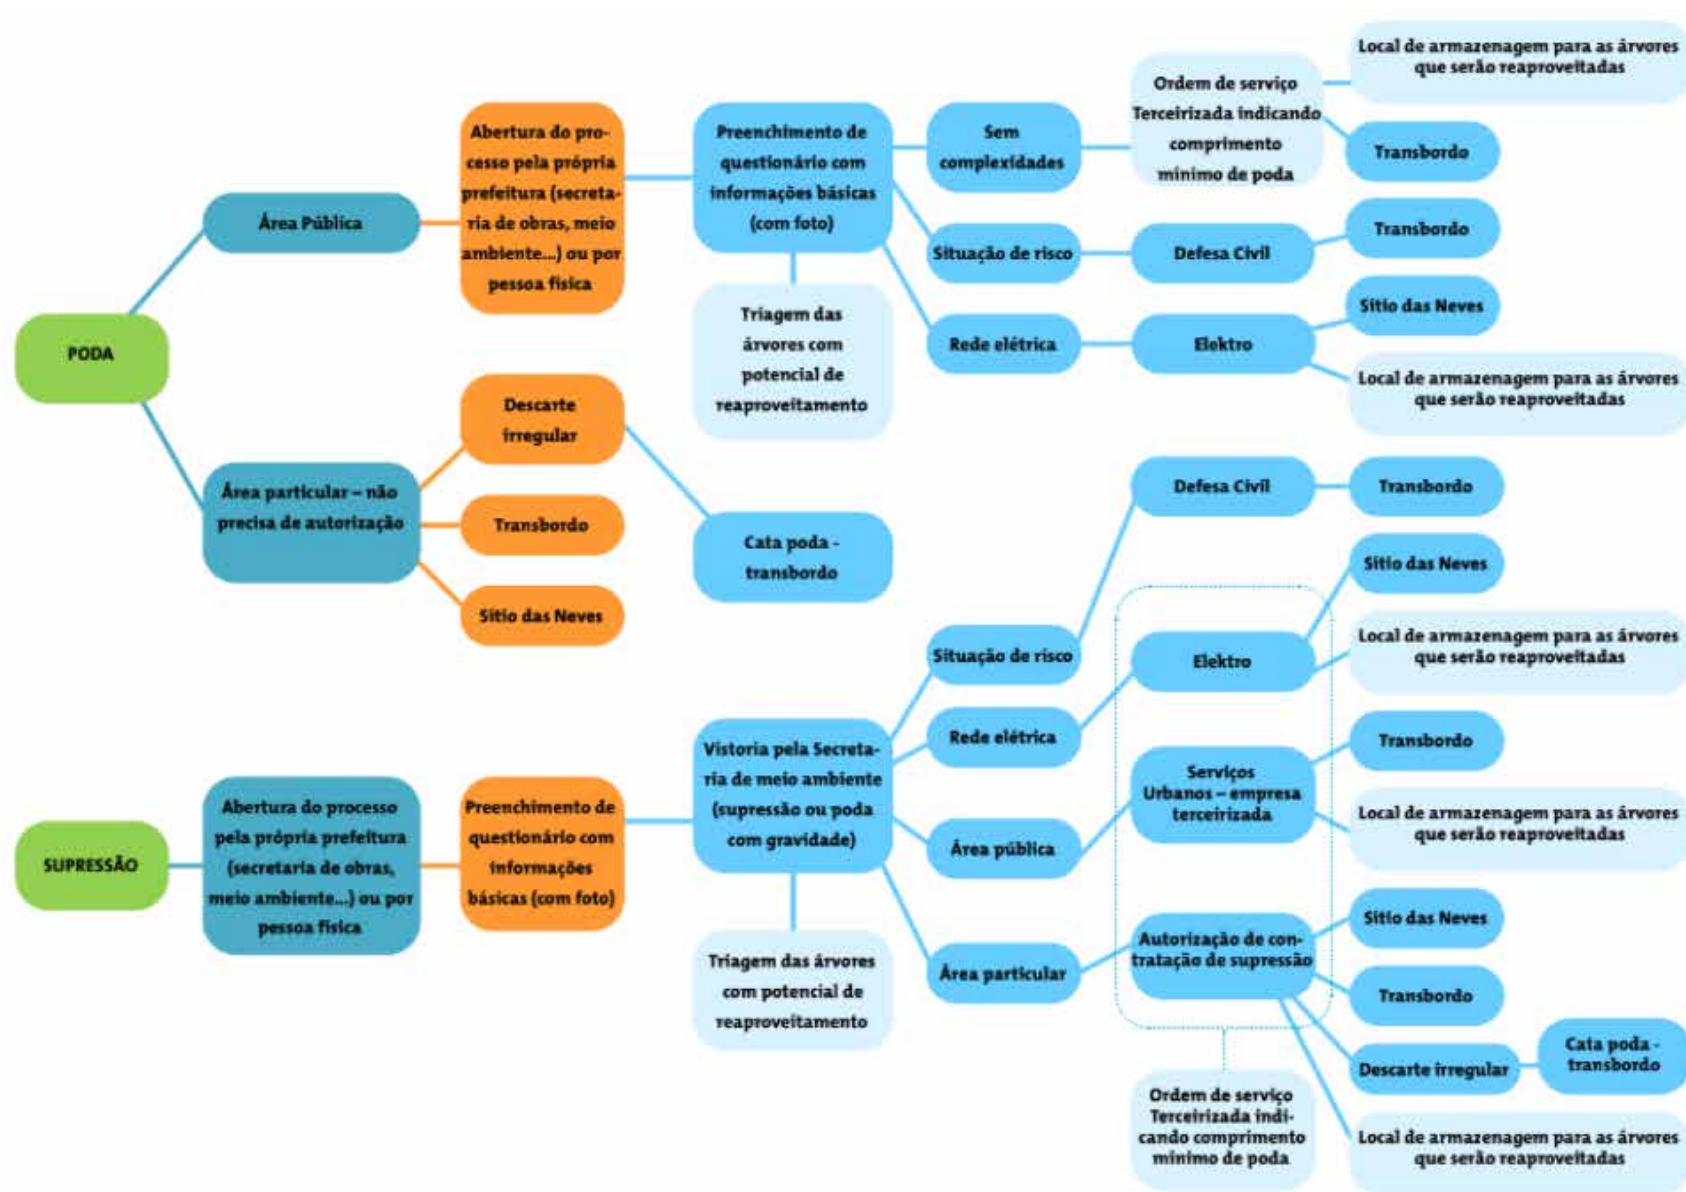 PODA
Área Pública
Abertura do pro-
cesso pela própria
prefeitura (secreta-
ria de obras, meio
ambiente...) ou por
pessoa física
Preenchimento de
questionário com
informações básicas
(com foto)
Triagem das
árvores com
potencial de
reaproveitamento
Sem
complexidades
Ordem de serviço
Terceirizada indicando
comprimento
mínimo de poda
Local de armazenagem para as árvores
que serão reaproveitadas
Transbordo
Situação de risco
Defesa Civil
Transbordo
Rede elétrica
Elektro
Sítio das Neves
Local de armazenagem para as árvores
que serão reaproveitadas
Área particular – não
precisa de autorização
Descarte
irregular
Transbordo
Sítio das Neves
Cata poda -
transbordo
SUPRESSÃO
Abertura do processo
pela própria prefeitura
(secretaria de obras,
meio ambiente...) ou por
pessoa física
Preenchimento de
questionário com
informações
básicas (com foto)
Vistoria pela Secreta-
ria de meio ambiente
(supressão ou poda
com gravidade)
Triagem das árvores
com potencial de
reaproveitamento
Situação de risco
Defesa Civil
Transbordo
Rede elétrica
Elektro
Sítio das Neves
Local de armazenagem para as árvores
que serão reaproveitadas
Área pública
Serviços
Urbanos – empresa
terceirizada
Transbordo
Local de armazenagem para as árvores
que serão reaproveitadas
Área particular
Autorização de con-
tratação de supressão
Sítio das Neves
Transbordo
Descarte irregular
Cata poda -
transbordo
Local de armazenagem para as árvores
que serão reaproveitadas
Ordem de serviço
Terceirizada indi-
cando comprimento
mínimo de poda